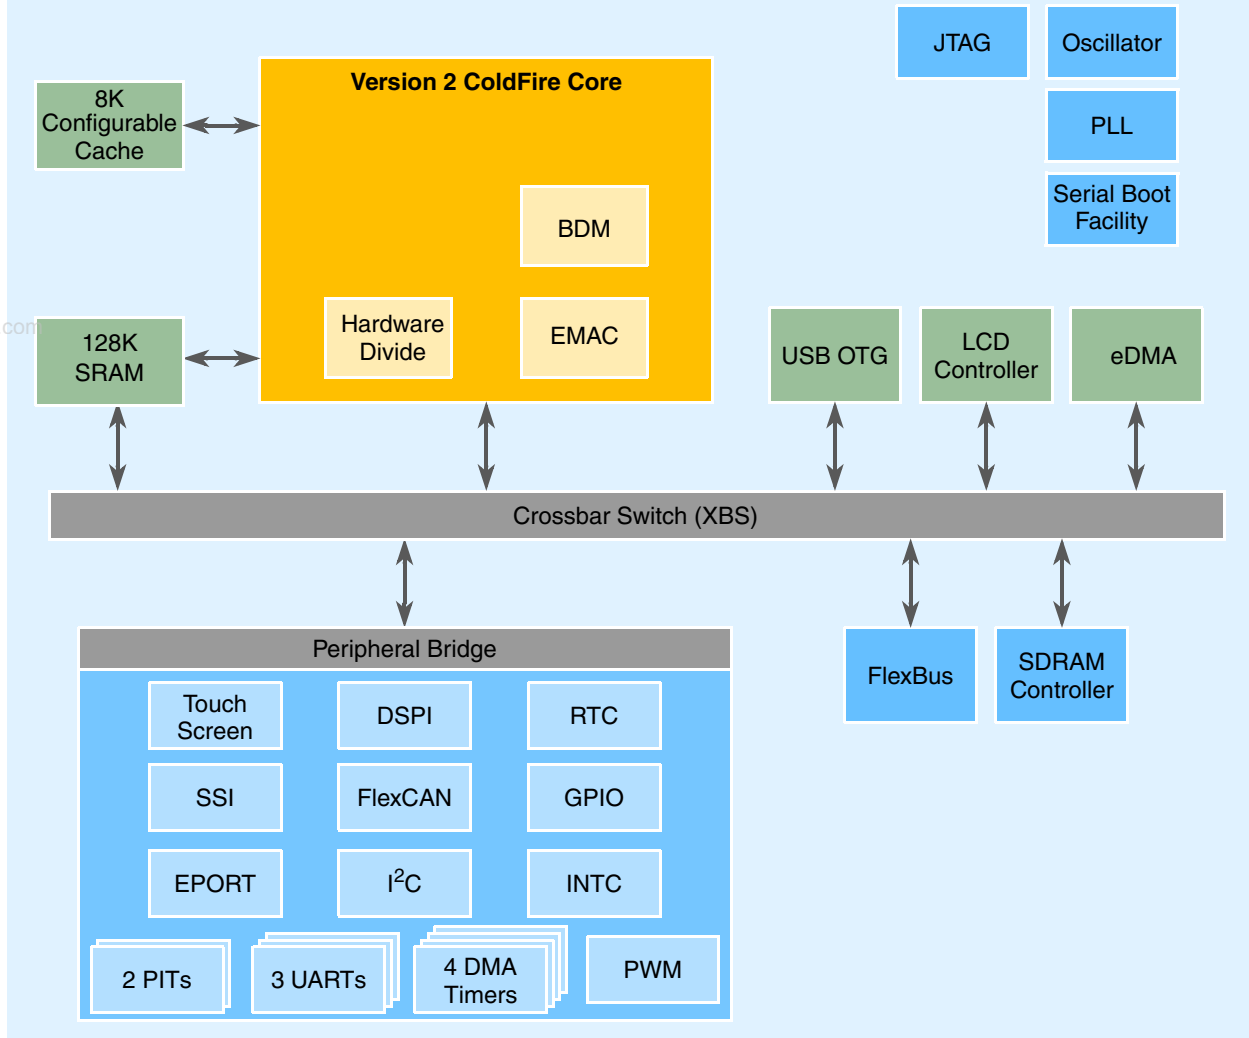 JTAG
Oscillator
Version 2 ColdFire Core
8K
Configurable
Cache
PLL
Serial Boot
Facility
BDM
com
128K
SRAM
Hardware
Divide
EMAC
USB OTG
LCD
Controller
eDMA
Crossbar Switch (XBS)
Peripheral Bridge
FlexBus
SDRAM
Controller
Touch
Screen
DSPI
RTC
SSI
FlexCAN
GPIO
EPORT
I²C
INTC
2 PITs
3 UARTs
4 DMA
Timers
PWM